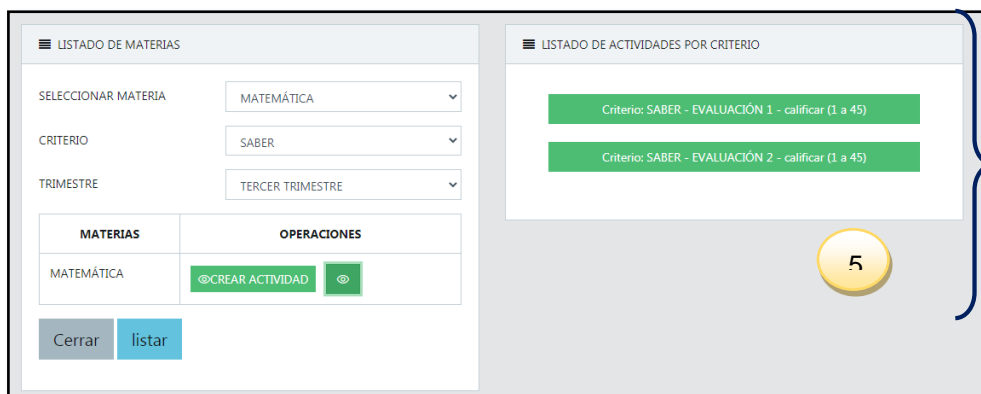 LISTADO DE MATERIAS
SELECCIONAR MATERIA
MATEMÁTICA
CRITERIO
SABER
TRIMESTRE
TERCER TRIMESTRE
MATERIAS
OPERACIONES
MATEMÁTICA
CREAR ACTIVIDAD
Cerrar
listar
LISTADO DE ACTIVIDADES POR CRITERIO
Criterio: SABER - EVALUACIÓN 1 - calificar (1 a 45)
Criterio: SABER - EVALUACIÓN 2 - calificar (1 a 45)
5